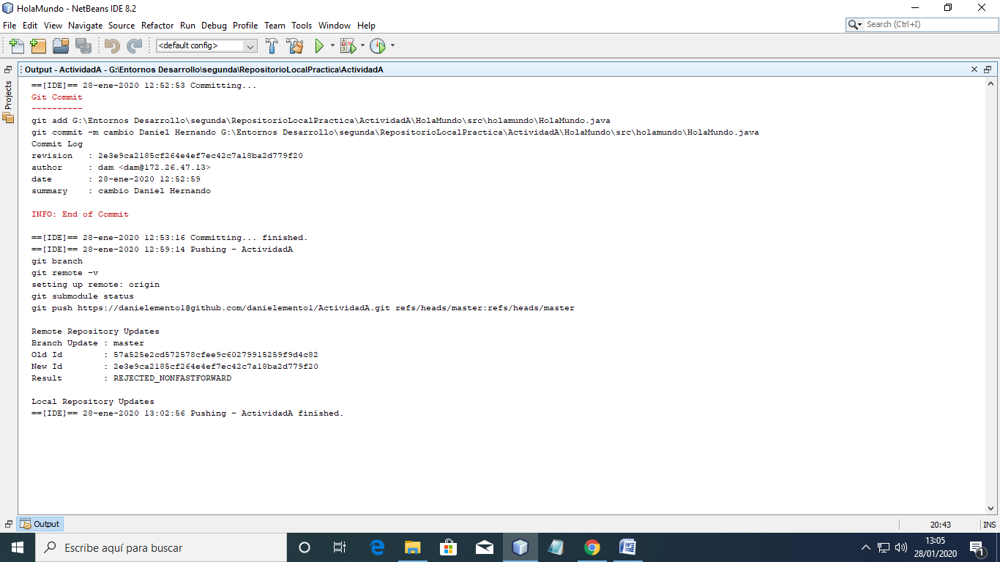 HolaMundo - NetBeans IDE 8.2
File Edit View Navigate Source Refactor Run Debug Profile Team Tools Window Help
Search (Ctrl+I)
<default config>
Projects
Output - ActividadA - G:\Entornos Desarrollo\segunda\RepositorioLocalPractica\ActividadA
==[IDE]== 28-ene-2020 12:52:53 Committing...
Git Commit
----------
git add G:\Entornos Desarrollo\segunda\RepositorioLocalPractica\ActividadA\HolaMundo\src\holamundo\HolaMundo.java
git commit -m cambio Daniel Hernando G:\Entornos Desarrollo\segunda\RepositorioLocalPractica\ActividadA\HolaMundo\src\holamundo\HolaMundo.java
Commit Log
revision : 2e3e9ca2185cf264e4ef7ec42c7a18ba2d779f20
author : dam <dam@172.26.47.13>
date : 28-ene-2020 12:52:59
summary : cambio Daniel Hernando
INFO: End of Commit
==[IDE]== 28-ene-2020 12:53:16 Committing... finished.
==[IDE]== 28-ene-2020 12:59:14 Pushing - ActividadA
git branch
git remote -v
setting up remote: origin
git submodule status
git push https://danielemento1@github.com/danielemento1/ActividadA.git refs/heads/master:refs/heads/master
Remote Repository Updates
Branch Update : master
Old Id : 57a525e2cd572578cfee9c60279915259f9d4c82
New Id : 2e3e9ca2185cf264e4ef7ec42c7a18ba2d779f20
Result : REJECTED_NONFASTFORWARD
Local Repository Updates
==[IDE]== 28-ene-2020 13:02:56 Pushing - ActividadA finished.
Output
20:43
INS
Escribe aquí para buscar
13:05
28/01/2020
1